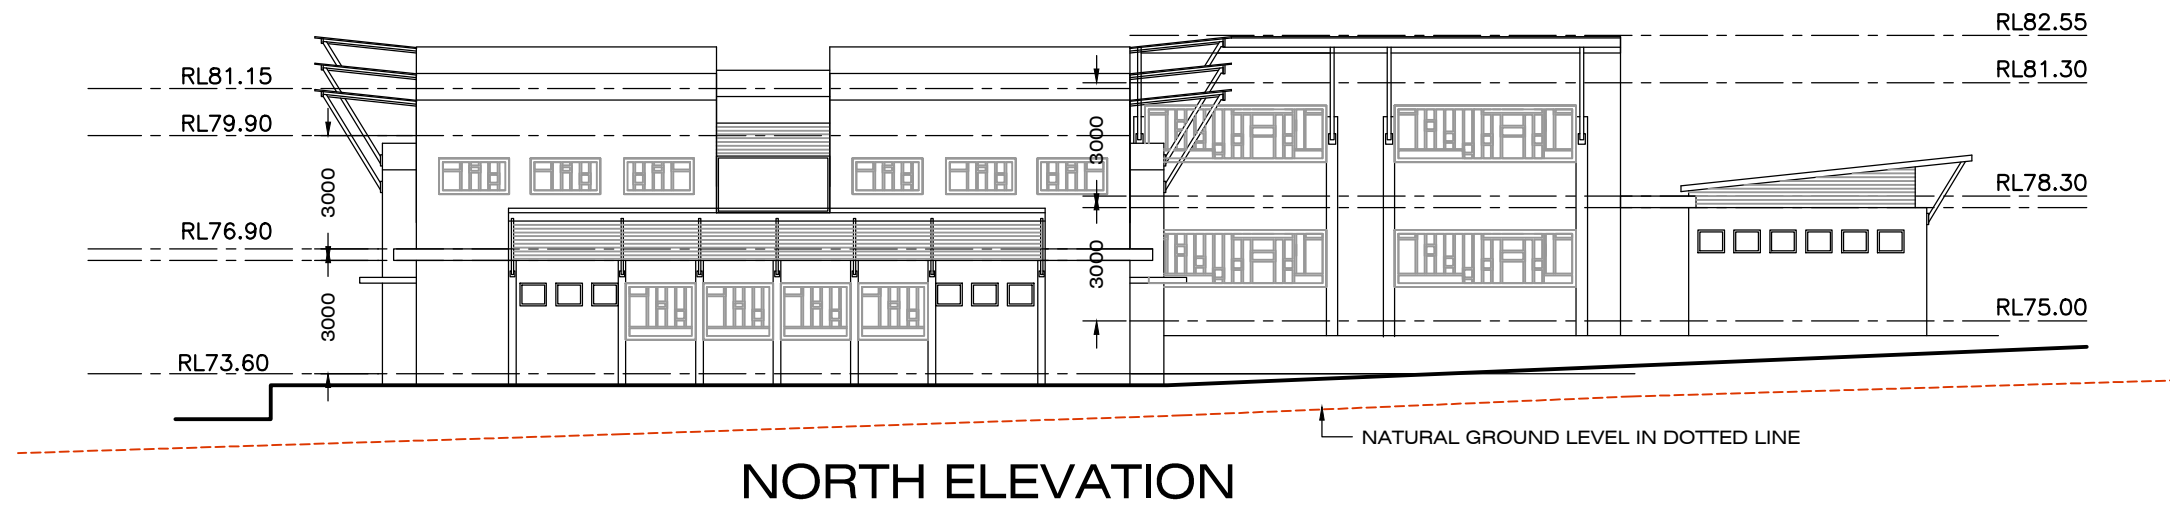 RL82.55
RL81.15
RL81.30
RL79.90
3000
3000
RL78.30
RL76.90
3000
3000
RL75.00
RL73.60
NATURAL GROUND LEVEL IN DOTTED LINE
NORTH ELEVATION